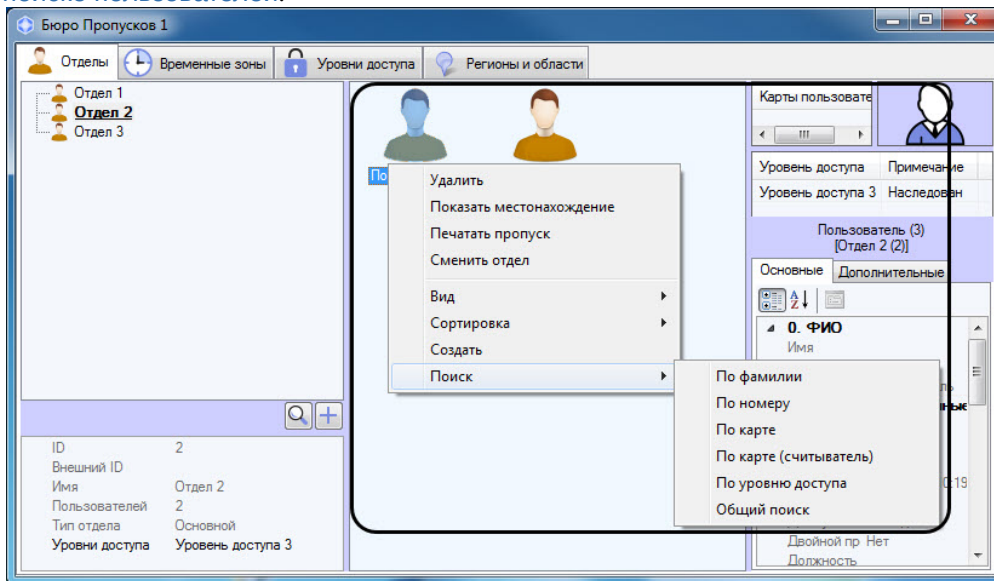 поиске пользователей.
Бюро Пропусков 1
Отделы
Временные зоны
Уровни доступа
Регионы и области
Отдел 1
Отдел 2
Отдел 3
По
Удалить
Показать местонахождение
Печатать пропуск
Сменить отдел
Вид
Сортировка
Создать
Поиск
По фамилии
По номеру
По карте
По карте (считыватель)
По уровню доступа
Общий поиск
Карты пользовате
Уровень доступа Примечание
Уровень доступа 3 Наследован
Пользователь (3)
[Отдел 2 (2)]
Основные Дополнительные
0. ФИО
Имя
Двойной пр Нет
Должность
ID 2
Внешний ID
Имя Отдел 2
Пользователей 2
Тип отдела Основной
Уровни доступа Уровень доступа 3